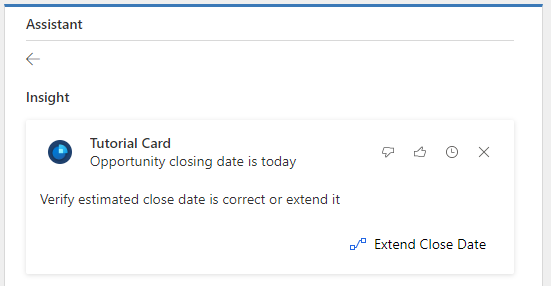 Assistant
Insight
Tutorial Card
Opportunity closing date is today
Verify estimated close date is correct or extend it
Extend Close Date